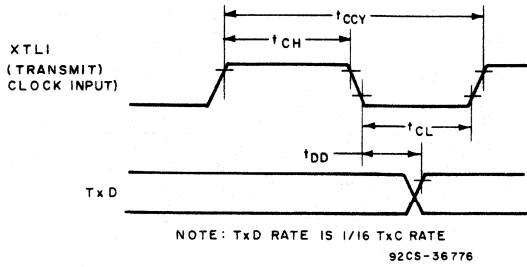 tCCY
tCH
XTLI
(TRANSMIT)
CLOCK INPUT)
tCL
tDD
TxD
NOTE: TxD RATE IS 1/16 TxC RATE
92CS-36776